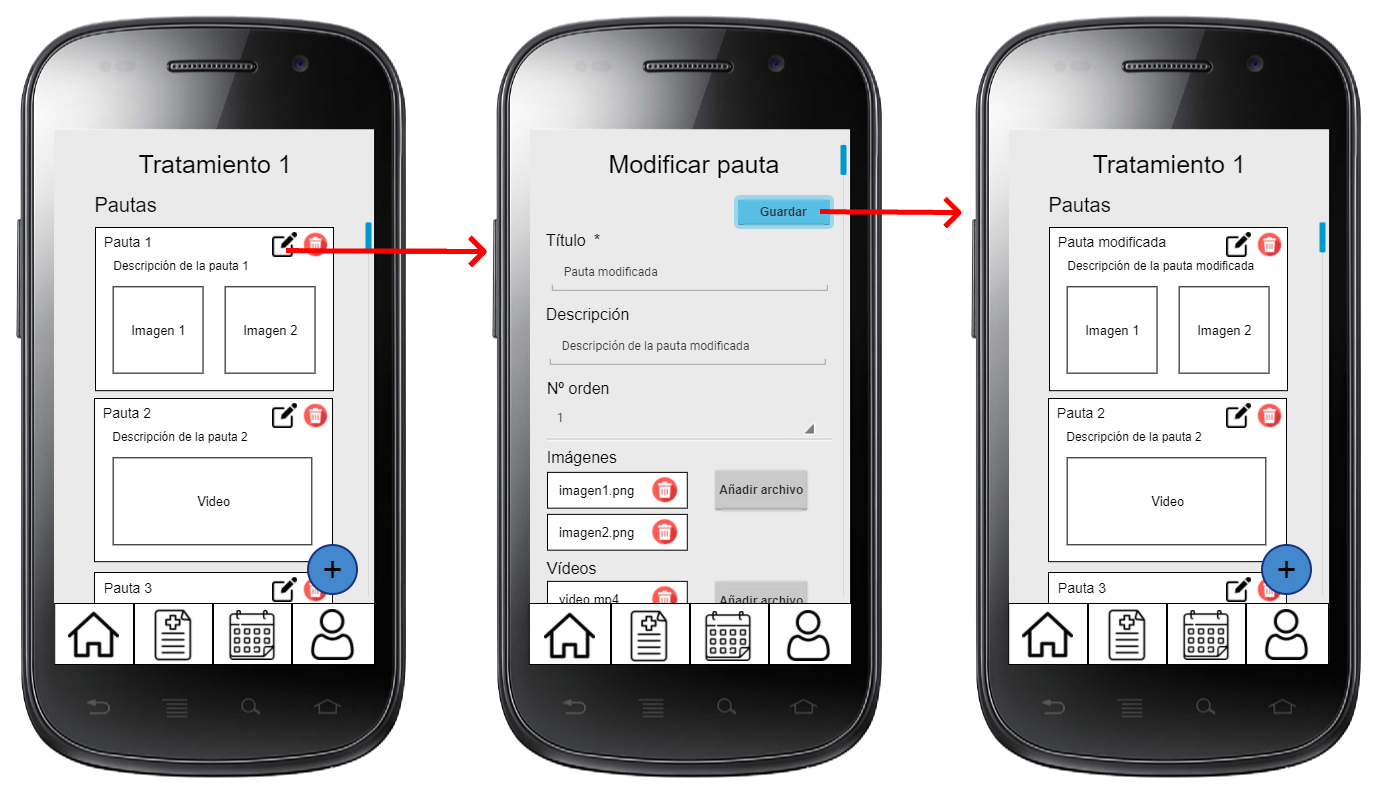 Tratamiento 1
Pautas
Pauta 1
Descripción de la pauta 1
Imagen 1
Imagen 2
Pauta 2
Descripción de la pauta 2
Video
Pauta 3
+
Modificar pauta
Guardar
Título *
Pauta modificada
Descripción
Descripción de la pauta modificada
Nº orden
1
Imágenes
imagen1.png
Añadir archivo
imagen2.png
Vídeos
video.mp4
Añadir archivo
Tratamiento 1
Pautas
Pauta modificada
Descripción de la pauta modificada
Imagen 1
Imagen 2
Pauta 2
Descripción de la pauta 2
Video
Pauta 3
+